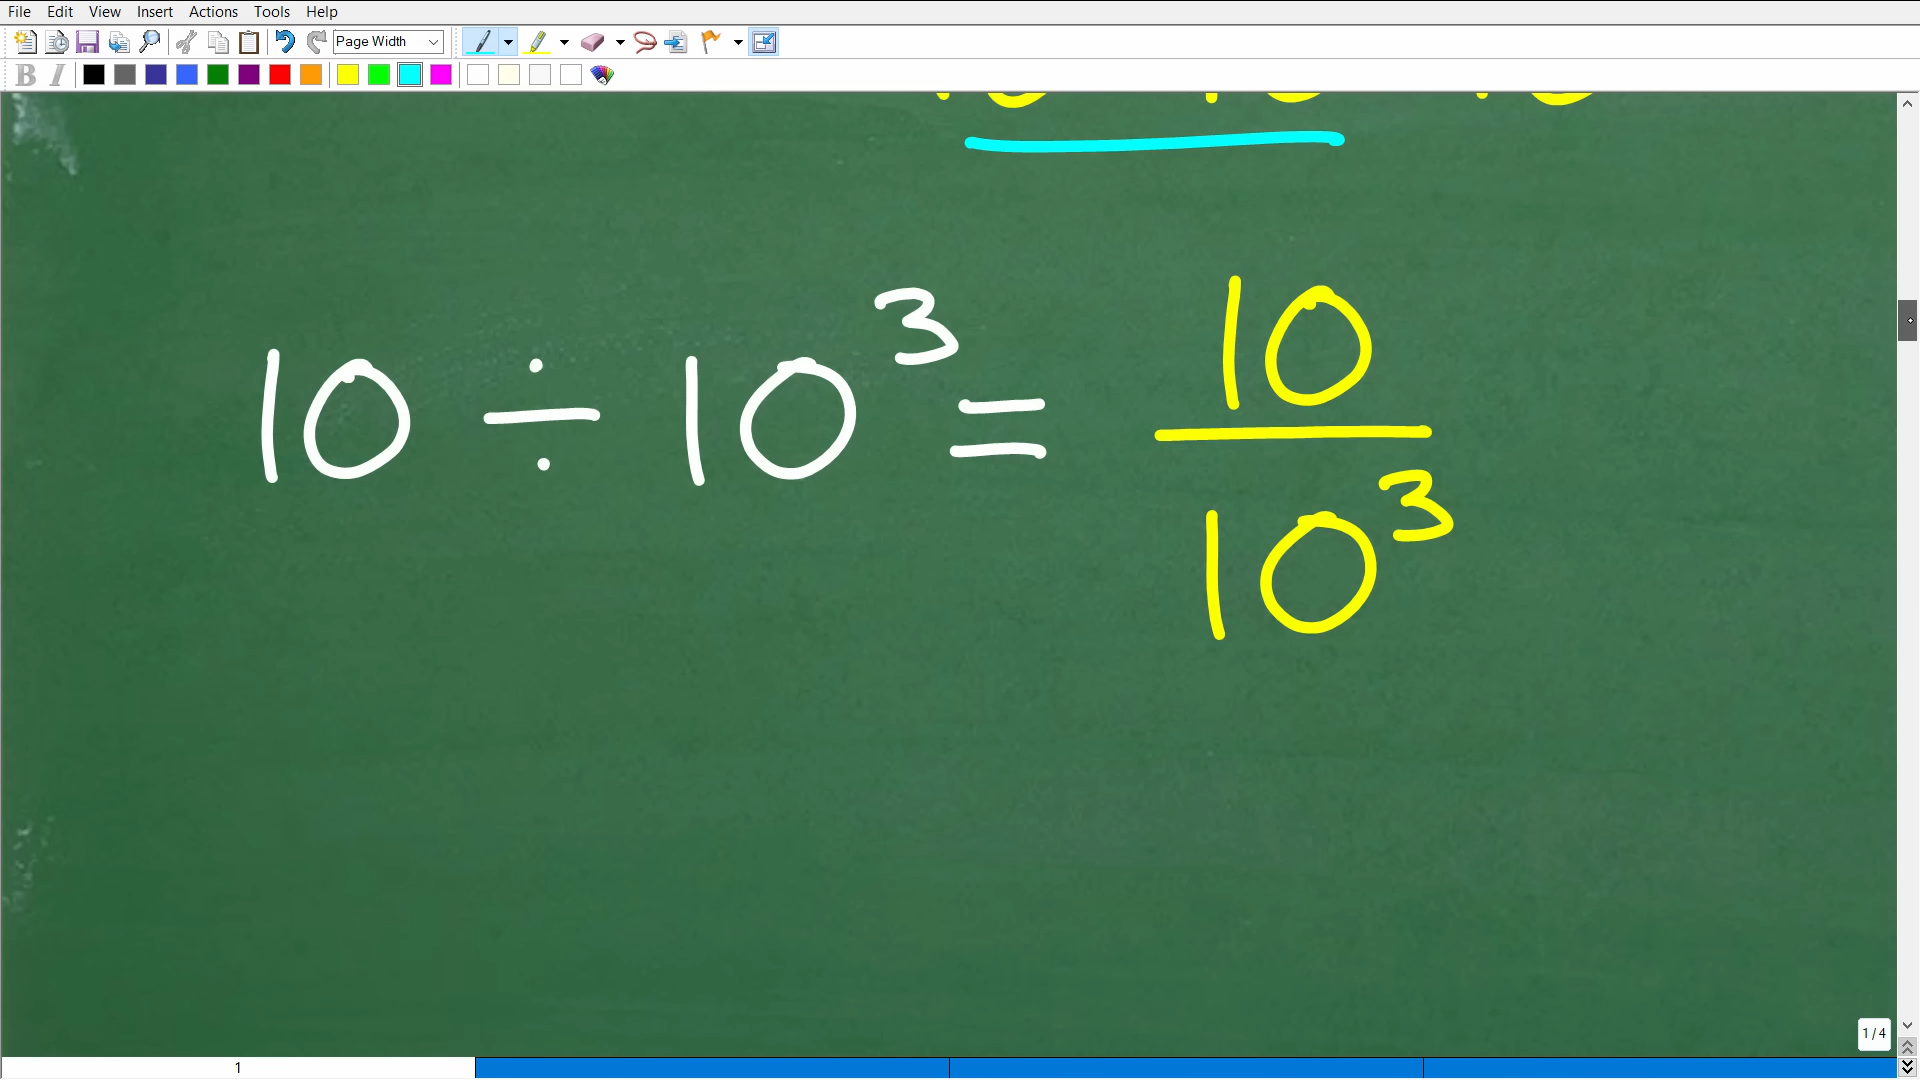 File Edit View Insert Actions Tools Help
Page Width
B I
10 ÷ 10³ = 10/10³
1 / 4
1